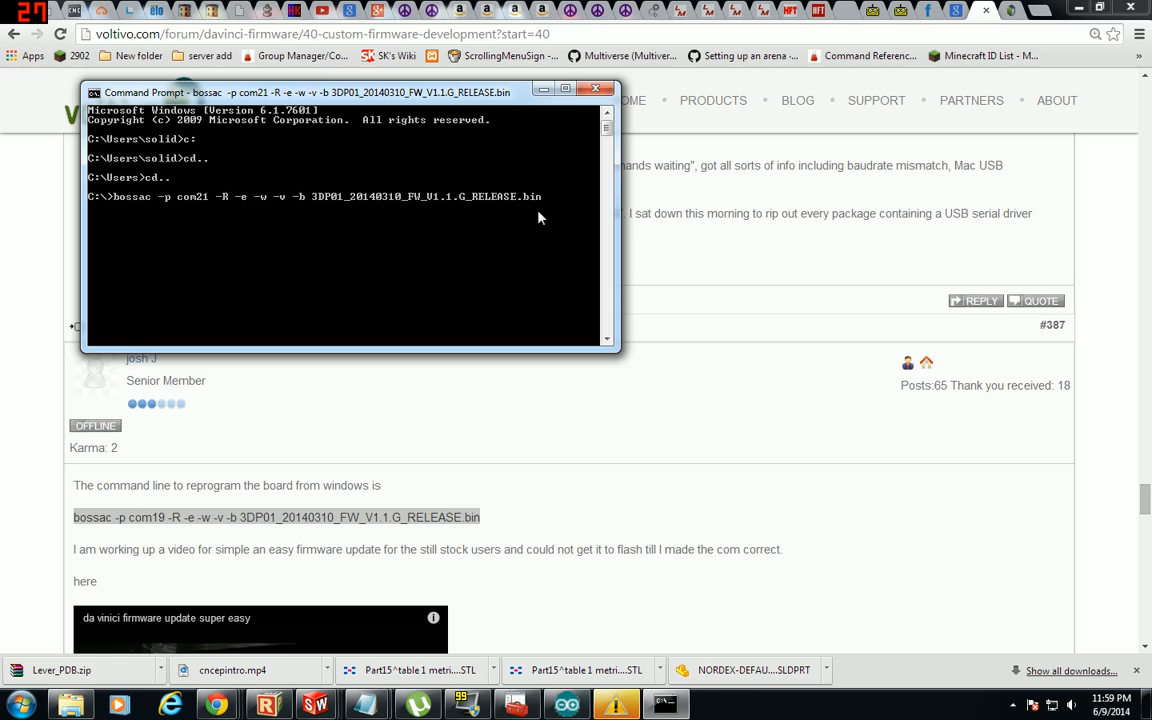 27
voltivo.com/forum/davinci-firmware/40-custom-firmware-development?start=40
Apps 2902 New folder server add Group Manager/Co... SK's Wiki ScrollingMenuSign -... Multiverse (Multiver... Setting up an arena -... Command Referenc... Minecraft ID List - M... »
OME PRODUCTS BLOG SUPPORT PARTNERS ABOUT
Command Prompt - bossac -p com21 -R -e -w -v -b 3DP01_20140310_FW_V1.1.G_RELEASE.bin
Microsoft Windows [Version 6.1.7601]
Copyright (c) 2009 Microsoft Corporation. All rights reserved.
C:\Users\solid>c:
C:\Users\solid>cd..
C:\Users>cd..
C:\>bossac -p com21 -R -e -w -v -b 3DP01_20140310_FW_V1.1.G_RELEASE.bin
ands waiting", got all sorts of info including baudrate mismatch, Mac USB
. I sat down this morning to rip out every package containing a USB serial driver
REPLY QUOTE
#387
josh J
Senior Member
Posts:65 Thank you received: 18
OFFLINE
Karma: 2
The command line to reprogram the board from windows is
bossac -p com19 -R -e -w -v -b 3DP01_20140310_FW_V1.1.G_RELEASE.bin
I am working up a video for simple an easy firmware update for the still stock users and could not get it to flash till I made the com correct.
here
da vinci firmware update super easy
Lever_PDB.zip cncepintro.mp4 Part15^table 1 metri....STL Part15^table 1 metri....STL NORDEX-DEFAU....SLDPRT Show all downloads...
11:59 PM
6/9/2014